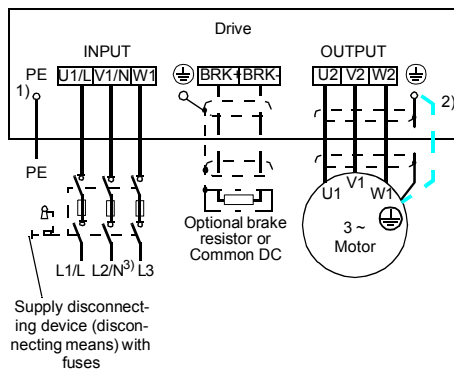 Drive
INPUT
OUTPUT
PE
U1/L V1/N W1
BRK+ BRK-
U2 V2 W2
1)
2)
PE
U1 V1 W1
3 ~
Motor
Optional brake
resistor or
Common DC
L1/L L2/N3) L3
Supply disconnect-
ing device (discon-
necting means) with
fuses